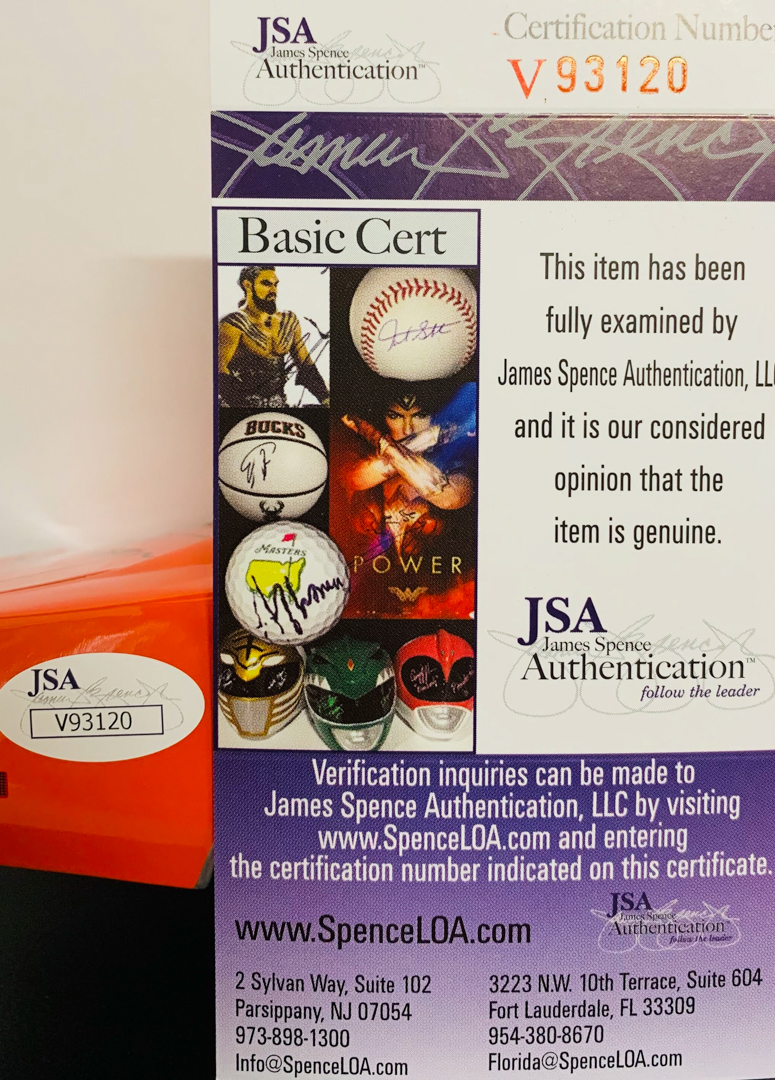 JSA
James Spence
Authentication™
Certification Number
V93120
Basic Cert
BUCKS
MASTERS
POWER
This item has been
fully examined by
James Spence Authentication, LLC
and it is our considered
opinion that the
item is genuine.
JSA
James Spence
Authentication™
follow the leader
JSA
V93120
Verification inquiries can be made to
James Spence Authentication, LLC by visiting
www.SpenceLOA.com and entering
the certification number indicated on this certificate.
www.SpenceLOA.com
JSA
James Spence
Authentication™
follow the leader
2 Sylvan Way, Suite 102
Parsippany, NJ 07054
973-898-1300
Info@SpenceLOA.com
3223 N.W. 10th Terrace, Suite 604
Fort Lauderdale, FL 33309
954-380-8670
Florida@SpenceLOA.com